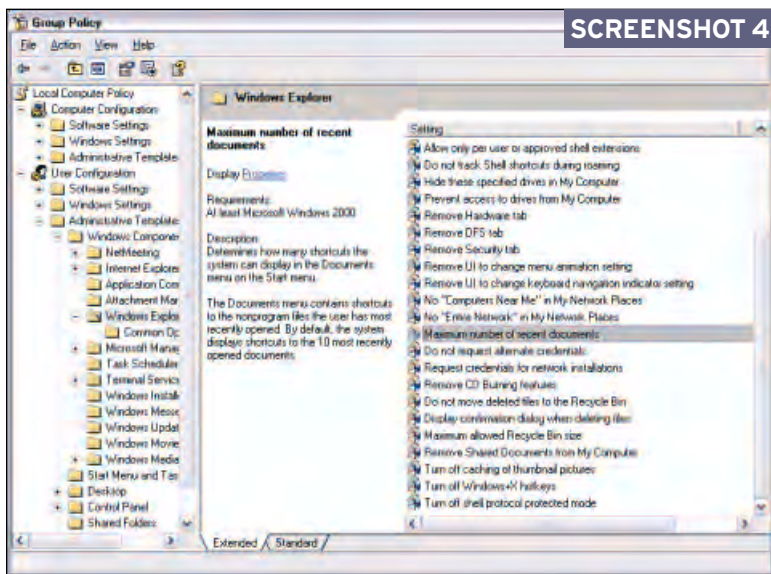 Group Policy
SCREENSHOT 4
File Action View Help
Local Computer Policy
Computer Configuration
Software Settings
Windows Settings
Administrative Template
User Configuration
Software Settings
Windows Settings
Administrative Template
Windows Componer
NetMeeting
Internet Explorer
Application Com
Attachment Mar
Windows Explo
Common Op
Microsoft Manag
Task Scheduler
Terminal Service
Windows Installe
Windows Messe
Windows Updat
Windows Movie
Windows Media
Start Menu and Tas
Desktop
Control Panel
Shared Folders
Windows Explorer
Maximum number of recent
documents
Display Properties
Requirements:
At least Microsoft Windows 2000
Description:
Determines how many shortcuts the
system can display in the Documents
menu on the Start menu.
The Documents menu contains shortcuts
to the nonprogram files the user has most
recently opened. By default, the system
displays shortcuts to the 10 most recently
opened documents.
Setting
Allow only per user or approved shell extensions
Do not track Shell shortcuts during roaming
Hide these specified drives in My Computer
Prevent access to drives from My Computer
Remove Hardware tab
Remove DFS tab
Remove Security tab
Remove UI to change menu animation setting
Remove UI to change keyboard navigation indicator setting
No "Computers Near Me" in My Network Places
No "Entire Network" in My Network Places
Maximum number of recent documents
Do not request alternate credentials
Request credentials for network installations
Remove CD Burning features
Do not move deleted files to the Recycle Bin
Display confirmation dialog when deleting files
Maximum allowed Recycle Bin size
Remove Shared Documents from My Computer
Turn off caching of thumbnail pictures
Turn off Windows+X hotkeys
Turn off shell protocol protected mode
Extended Standard